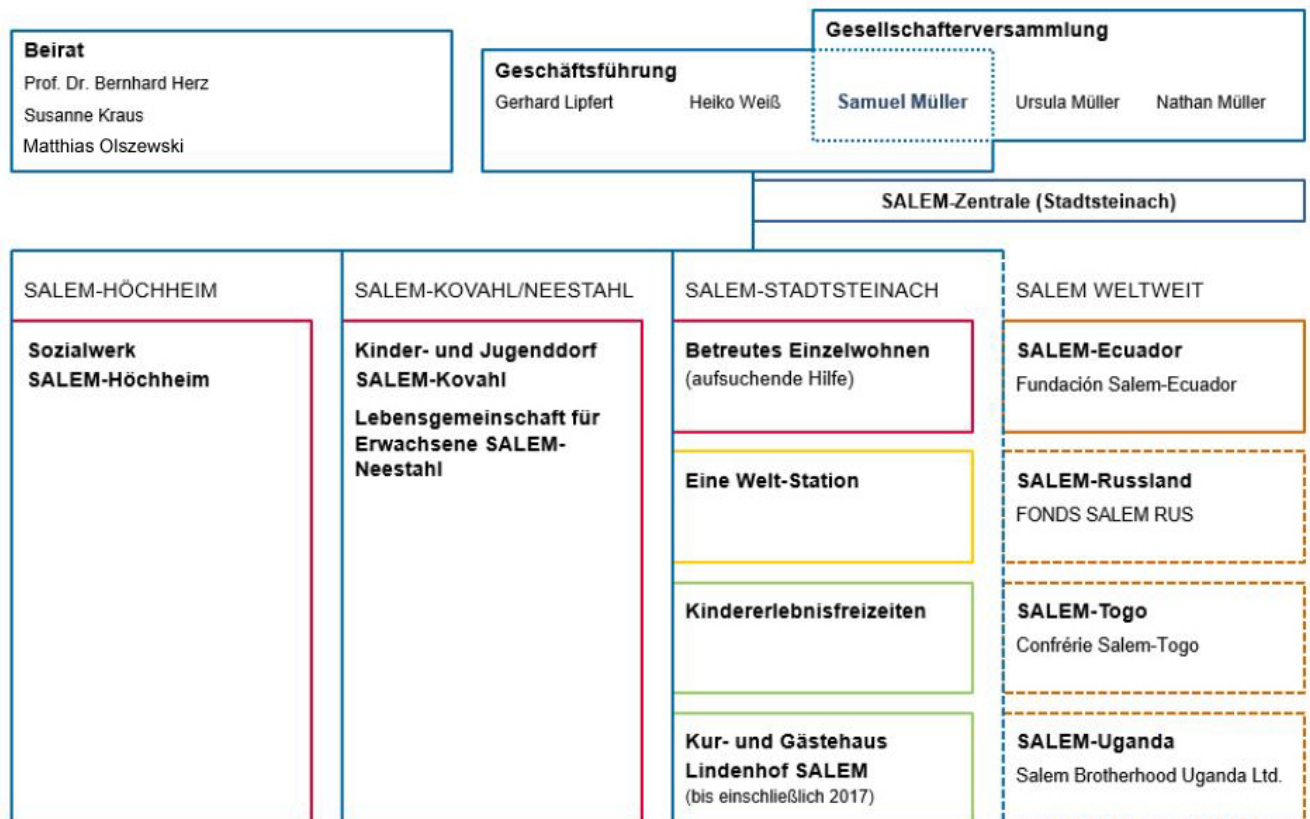 Beirat
Prof. Dr. Bernhard Herz
Susanne Kraus
Matthias Olszewski
Gesellschafterversammlung
Geschäftsführung
Gerhard Lipfert Heiko Weiß Samuel Müller Ursula Müller Nathan Müller
SALEM-Zentrale (Stadtsteinach)
SALEM-HÖCHHEIM
Sozialwerk
SALEM-Höchheim
SALEM-KOVAHL/NEESTAHL
Kinder- und Jugenddorf
SALEM-Kovahl
Lebensgemeinschaft für
Erwachsene SALEM-
Neestahl
SALEM-STADTSTEINACH
Betreutes Einzelwohnen
(aufsuchende Hilfe)
Eine Welt-Station
Kindererlebnisfreizeiten
Kur- und Gästehaus
Lindenhof SALEM
(bis einschließlich 2017)
SALEM WELTWEIT
SALEM-Ecuador
Fundación Salem-Ecuador
SALEM-Russland
FONDS SALEM RUS
SALEM-Togo
Confrérie Salem-Togo
SALEM-Uganda
Salem Brotherhood Uganda Ltd.